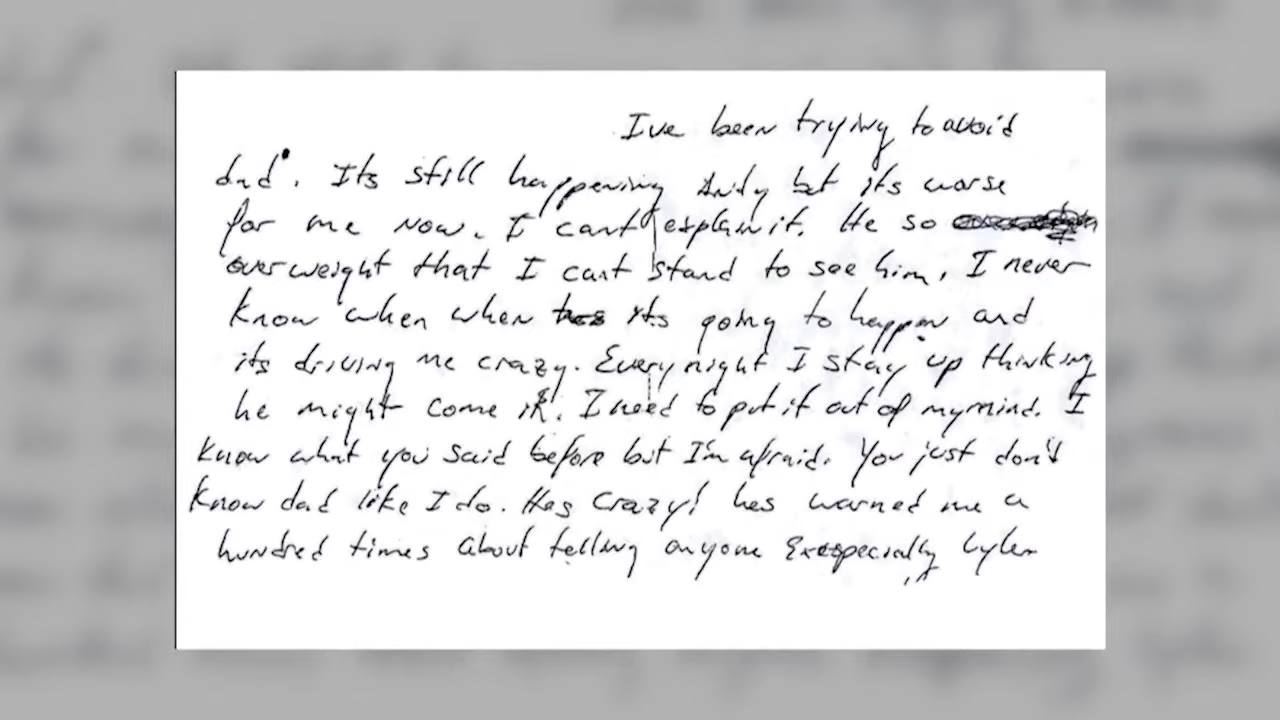 Ive been trying to avoid
dad. Its still happening Andy but its worse
for me now. I cant explain it. He so
overweight that I cant stand to see him. I never
know when when its going to happen and
its driving me crazy. Every night I stay up thinking
he might come in. I need to put it out of my mind. I
know what you said before but I'm afraid. You just don't
know dad like I do. Hes crazy! hes warned me a
hundred times about telling anyone Exespecially Lyle